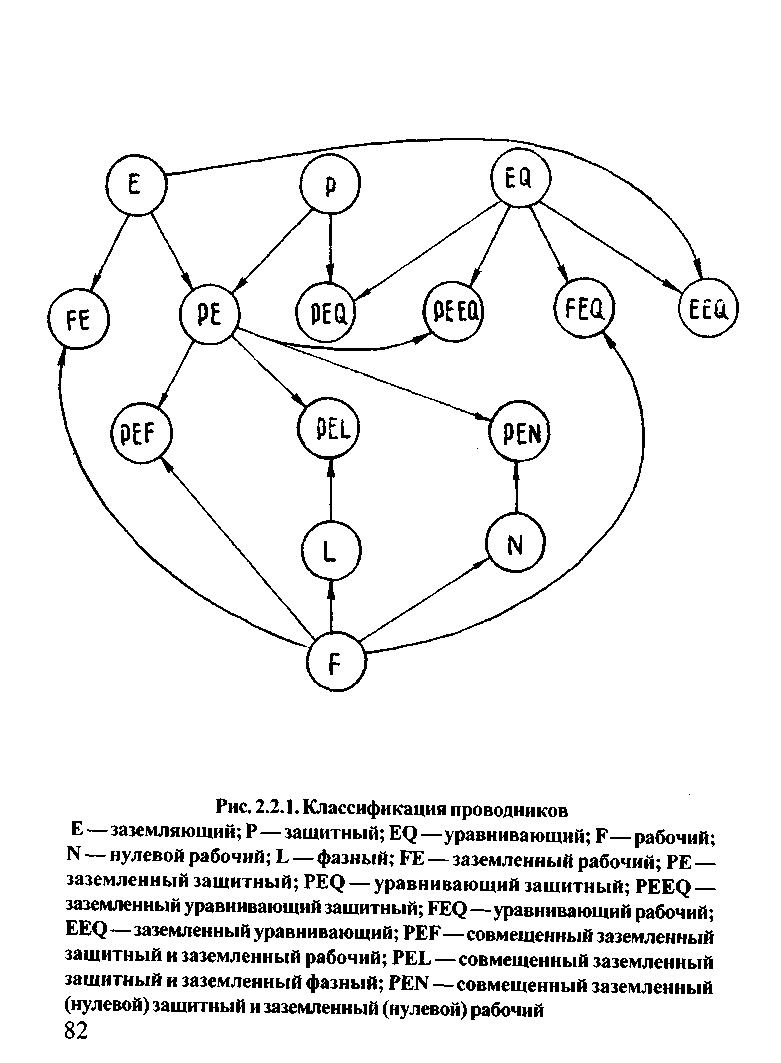 E
P
EQ
FE
PE
PEQ
PEEQ
FEQ
EEQ
PEF
PEL
PEN
L
N
F
Рис. 2.2.1. Классификация проводников
E — заземляющий; P — защитный; EQ — уравнивающий; F — рабочий;
N — нулевой рабочий; L — фазный; FE — заземленный рабочий; PE —
заземленный защитный; PEQ — уравнивающий защитный; PEEQ —
заземленный уравнивающий защитный; FEQ — уравнивающий рабочий;
EEQ — заземленный уравнивающий; PEF — совмещенный заземленный
защитный и заземленный рабочий; PEL — совмещенный заземленный
защитный и заземленный фазный; PEN — совмещенный заземленный
(нулевой) защитный и заземленный (нулевой) рабочий
82